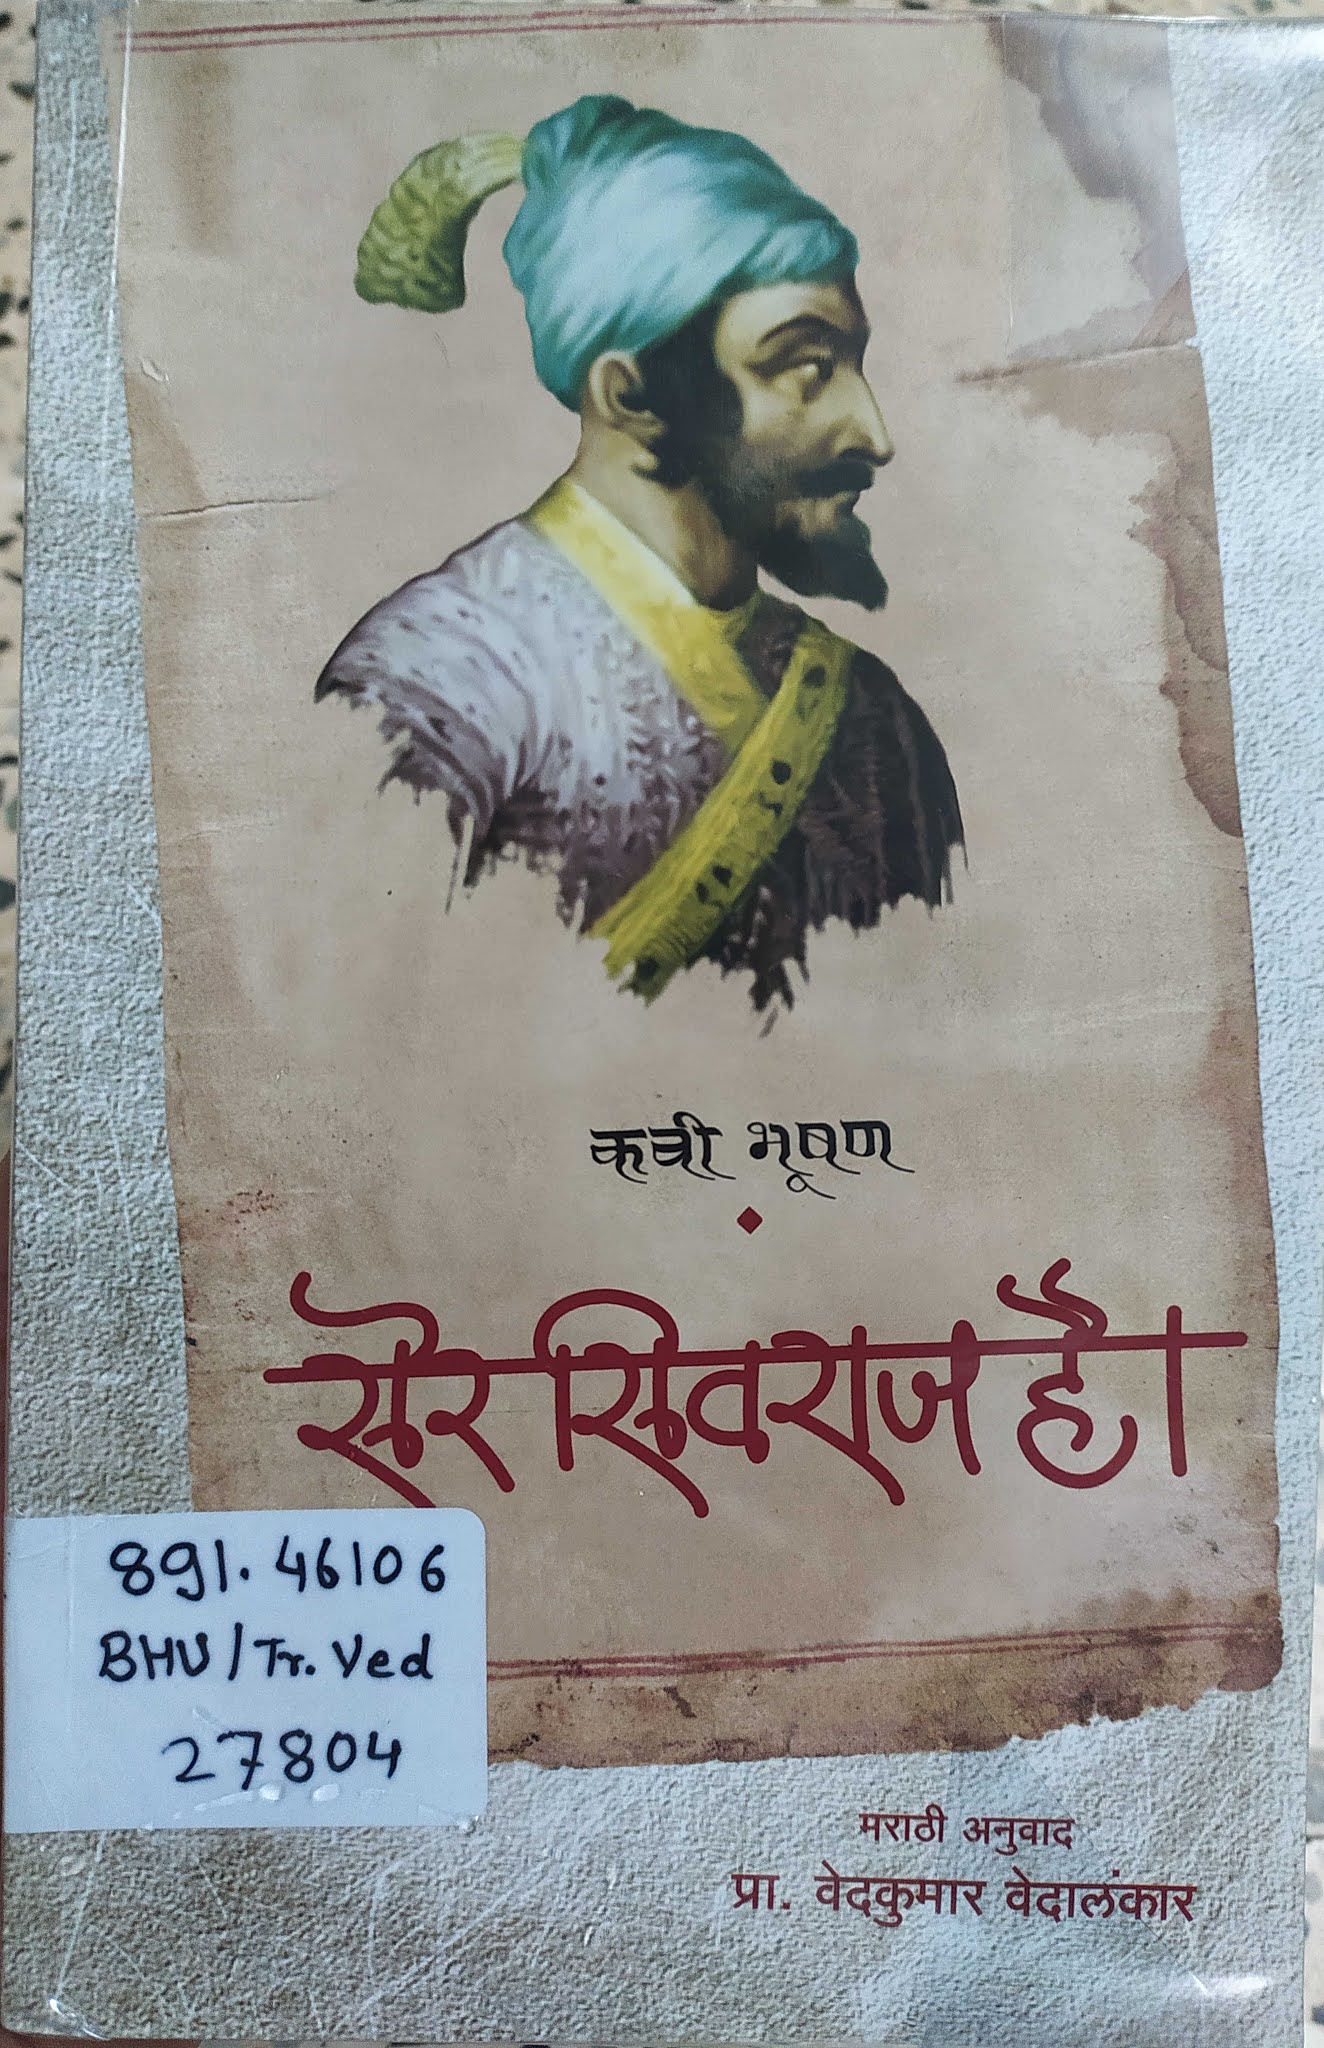 कवी भूषण
सेर सिवराज है।
891.46106
BHU/Tr. Ved
27804
मराठी अनुवाद
प्रा. वेदकुमार वेदालंकार